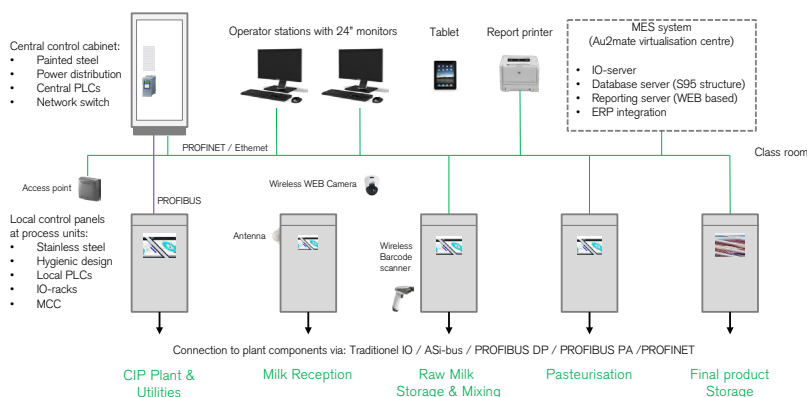 Central control cabinet:
• Painted steel
• Power distribution
• Central PLCs
• Network switch
Operator stations with 24" monitors
Tablet
Report printer
MES system
(Au2mate virtualisation centre)
• IO-server
• Database server (S95 structure)
• Reporting server (WEB based)
• ERP integration
PROFINET / Ethernet
Class room
Access point
PROFIBUS
Wireless WEB Camera
Local control panels
at process units:
• Stainless steel
• Hygienic design
• Local PLCs
• IO-racks
• MCC
Antenna
Wireless
Barcode
scanner
Connection to plant components via: Traditionel IO / ASi-bus / PROFIBUS DP / PROFIBUS PA /PROFINET
CIP Plant &
Utilities
Milk Reception
Raw Milk
Storage & Mixing
Pasteurisation
Final product
Storage